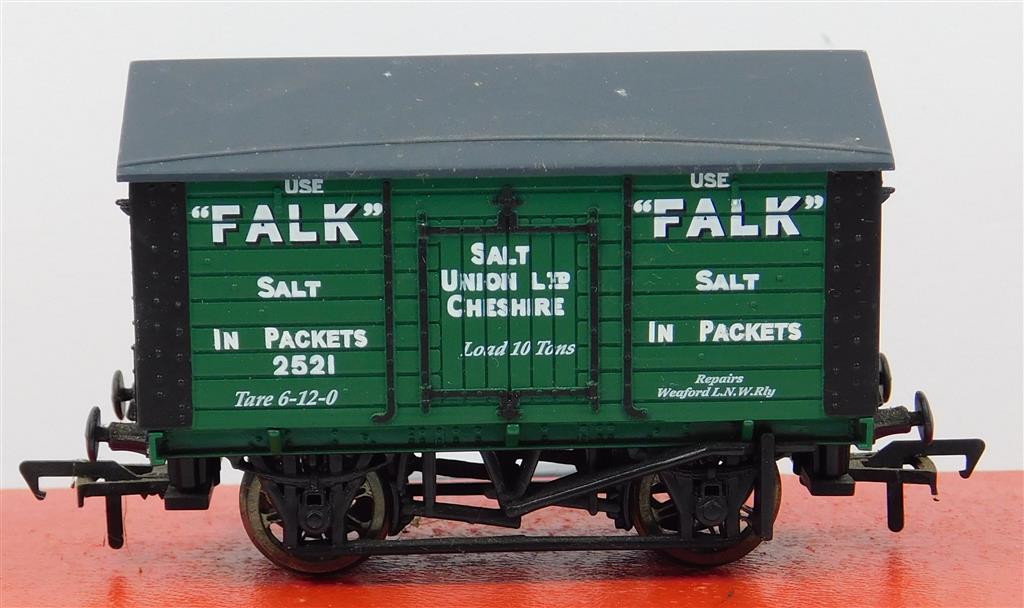 USE
"FALK"
SALT
IN PACKETS
2521
Tare 6-12-0
SALT
UNION LTD
CHESHIRE
Load 10 Tons
USE
"FALK"
SALT
IN PACKETS
Repairs
Weaford L.N.W.Rly